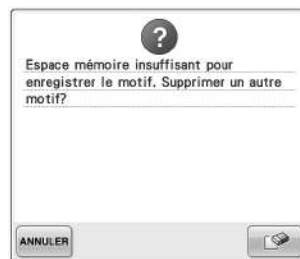 ?
Espace mémoire insuffisant pour
enregistrer le motif. Supprimer un autre
motif?
ANNULER